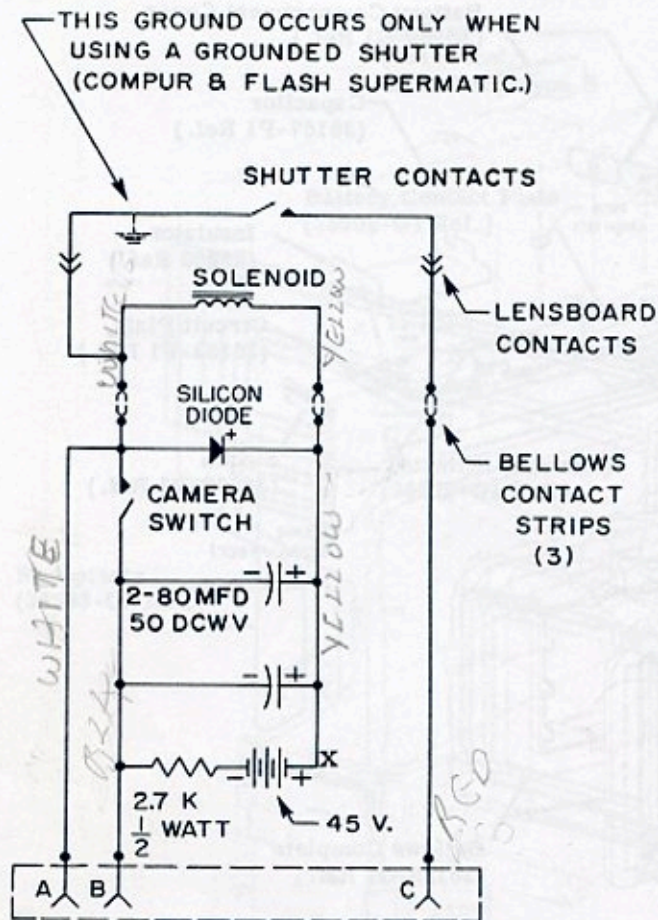 THIS GROUND OCCURS ONLY WHEN
USING A GROUNDED SHUTTER
(COMPUR & FLASH SUPERMATIC.)
SHUTTER CONTACTS
SOLENOID
WHITE
YELLOW
LENSBOARD
CONTACTS
SILICON
DIODE
+
BELLOWS
CONTACT
STRIPS
(3)
CAMERA
SWITCH
WHITE
YELLOW
- +
2-80 MFD
50 DCWV
- +
- + X
2.7 K
1/2 WATT
45 V.
RED
A B C